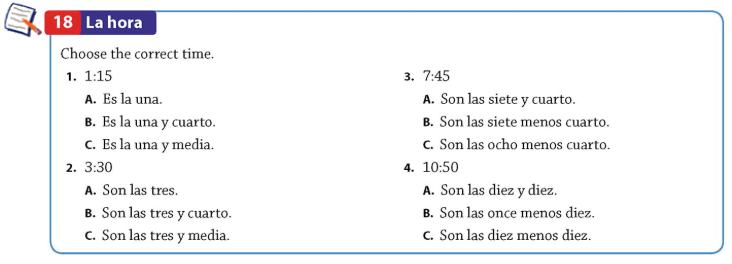 18 La hora
Choose the correct time.
1. 1:15
A. Es la una.
B. Es la una y cuarto.
C. Es la una y media.
2. 3:30
A. Son las tres.
B. Son las tres y cuarto.
C. Son las tres y media.
3. 7:45
A. Son las siete y cuarto.
B. Son las siete menos cuarto.
C. Son las ocho menos cuarto.
4. 10:50
A. Son las diez y diez.
B. Son las once menos diez.
C. Son las diez menos diez.